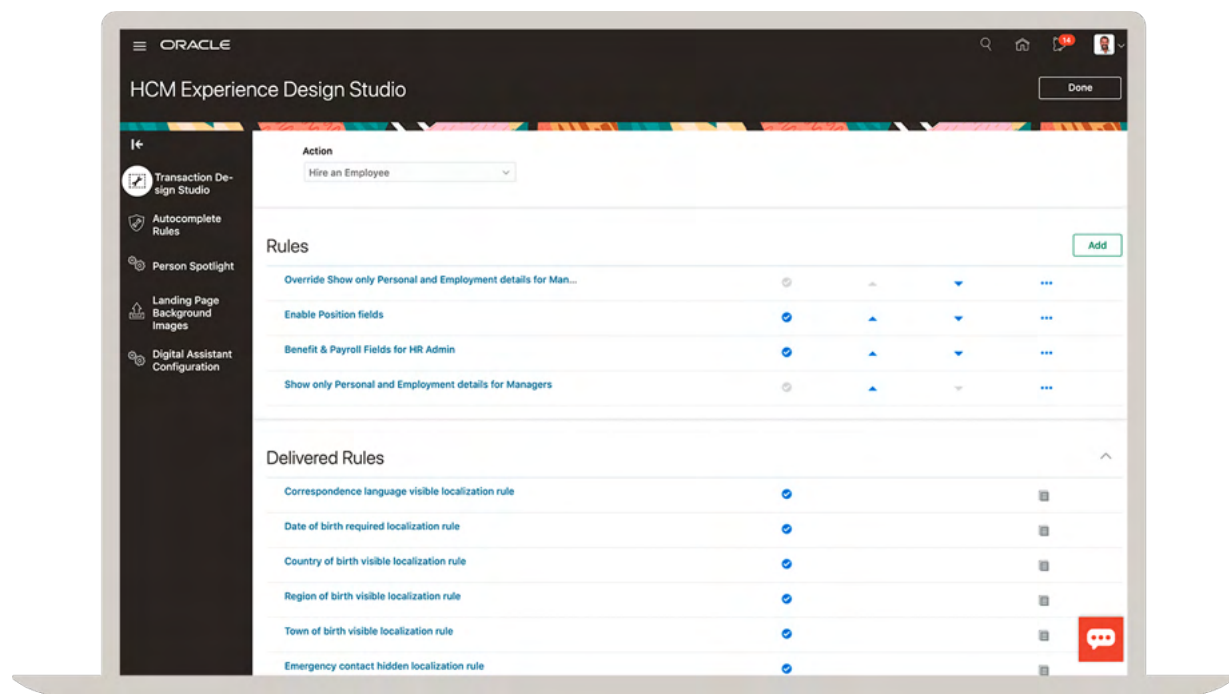 ORACLE
14
HCM Experience Design Studio
Done
Transaction De-
sign Studio
Autocomplete
Rules
Person Spotlight
Landing Page
Background
Images
Digital Assistant
Configuration
Action
Hire an Employee
Rules
Add
Override Show only Personal and Employment details for Man...
Enable Position fields
Benefit & Payroll Fields for HR Admin
Show only Personal and Employment details for Managers
Delivered Rules
Correspondence language visible localization rule
Date of birth required localization rule
Country of birth visible localization rule
Region of birth visible localization rule
Town of birth visible localization rule
Emergency contact hidden localization rule